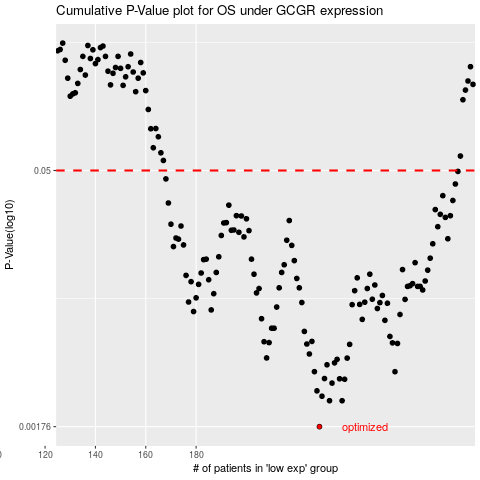 Cumulative P-Value plot for OS under GCGR expression
P-Value(log10)
0.05
0.00176
optimized
0
120
140
160
180
# of patients in 'low exp' group